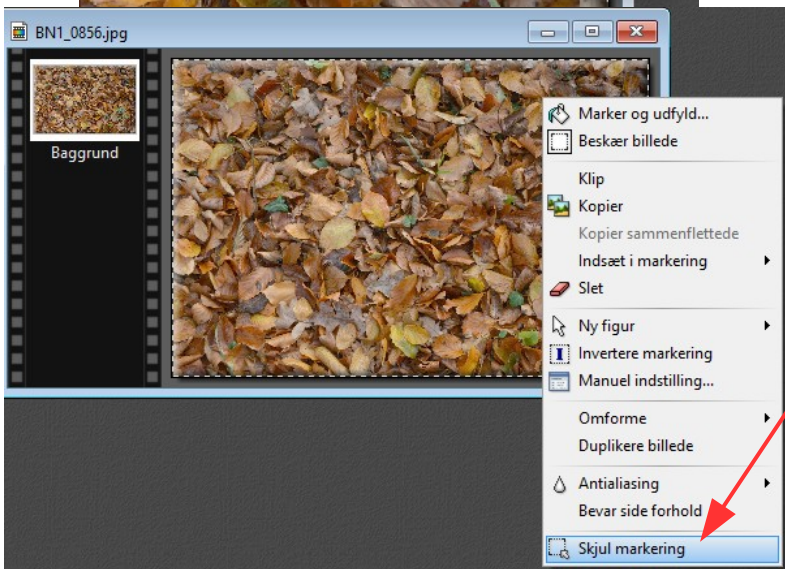 BN1_0856.jpg
Baggrund
Marker og udfyld...
Beskær billede
Klip
Kopier
Kopier sammenflettede
Indsæt i markering
Slet
Ny figur
Invertere markering
Manuel indstilling...
Omforme
Duplikere billede
Antialiasing
Bevar side forhold
Skjul markering